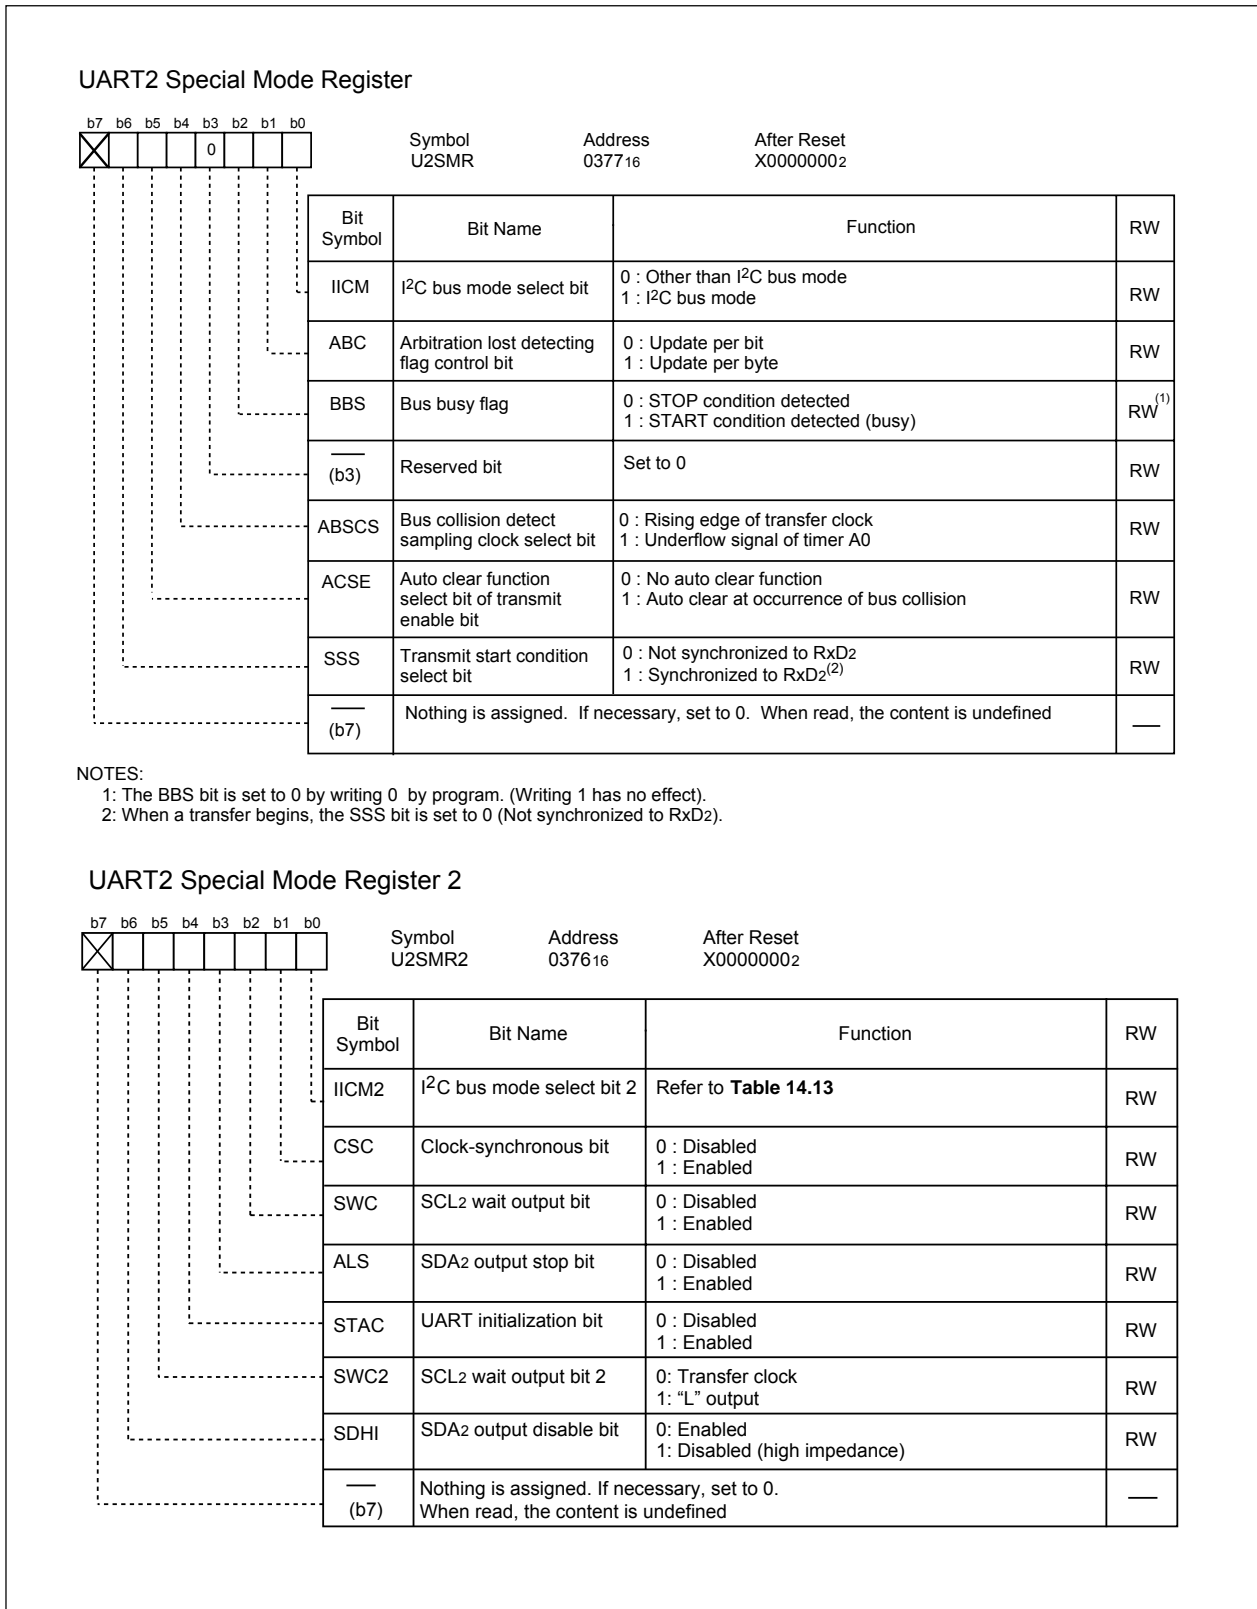 UART2 Special Mode Register
b7 b6 b5 b4 b3 b2 b1 b0
0
Symbol Address After Reset
U2SMR 037716 X00000002
Bit Symbol Bit Name Function RW
IICM I2C bus mode select bit 0 : Other than I2C bus mode
1 : I2C bus mode RW
ABC Arbitration lost detecting flag control bit 0 : Update per bit
1 : Update per byte RW
BBS Bus busy flag 0 : STOP condition detected
1 : START condition detected (busy) RW(1)
(b3) Reserved bit Set to 0 RW
ABSCS Bus collision detect sampling clock select bit 0 : Rising edge of transfer clock
1 : Underflow signal of timer A0 RW
ACSE Auto clear function select bit of transmit enable bit 0 : No auto clear function
1 : Auto clear at occurrence of bus collision RW
SSS Transmit start condition select bit 0 : Not synchronized to RxD2
1 : Synchronized to RxD2(2) RW
(b7) Nothing is assigned. If necessary, set to 0. When read, the content is undefined
NOTES:
1: The BBS bit is set to 0 by writing 0 by program. (Writing 1 has no effect).
2: When a transfer begins, the SSS bit is set to 0 (Not synchronized to RxD2).
UART2 Special Mode Register 2
b7 b6 b5 b4 b3 b2 b1 b0
Symbol Address After Reset
U2SMR2 037616 X00000002
Bit Symbol Bit Name Function RW
IICM2 I2C bus mode select bit 2 Refer to Table 14.13 RW
CSC Clock-synchronous bit 0 : Disabled
1 : Enabled RW
SWC SCL2 wait output bit 0 : Disabled
1 : Enabled RW
ALS SDA2 output stop bit 0 : Disabled
1 : Enabled RW
STAC UART initialization bit 0 : Disabled
1 : Enabled RW
SWC2 SCL2 wait output bit 2 0: Transfer clock
1: “L” output RW
SDHI SDA2 output disable bit 0: Enabled
1: Disabled (high impedance) RW
(b7) Nothing is assigned. If necessary, set to 0.
When read, the content is undefined